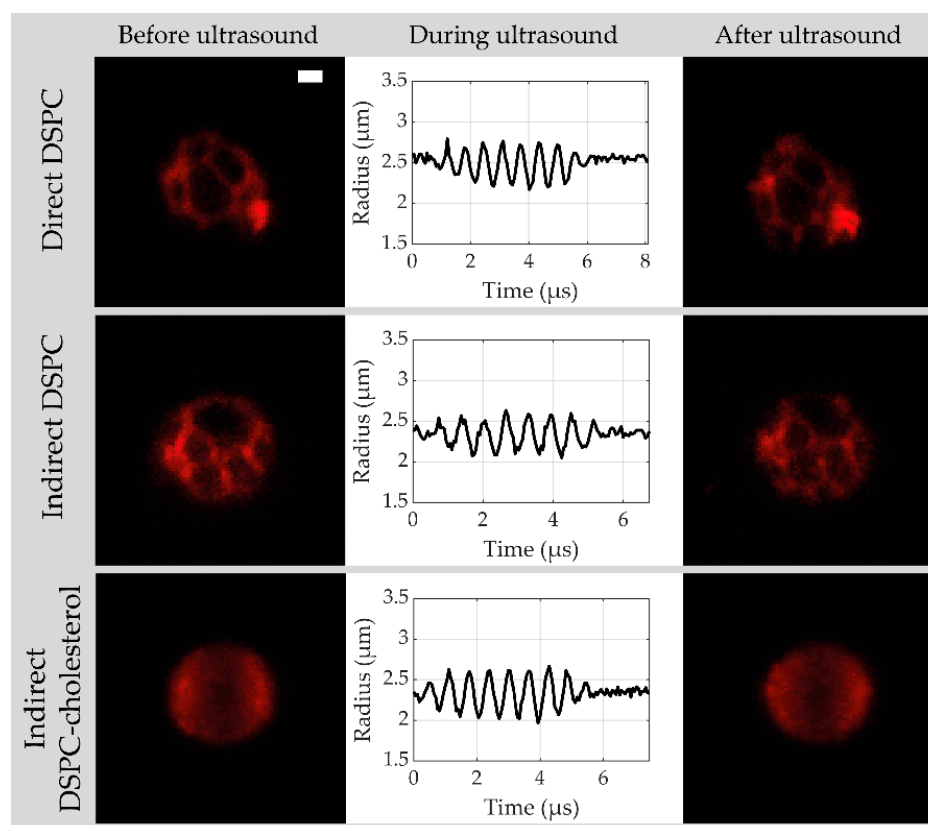 Before ultrasound
During ultrasound
After ultrasound
Direct DSPC
3.5
3
2.5
2
1.5
Radius (μm)
0 2 4 6 8
Time (μs)
Indirect DSPC
3.5
3
2.5
2
1.5
Radius (μm)
0 2 4 6
Time (μs)
Indirect
DSPC-cholesterol
3.5
3
2.5
2
1.5
Radius (μm)
0 2 4 6
Time (μs)